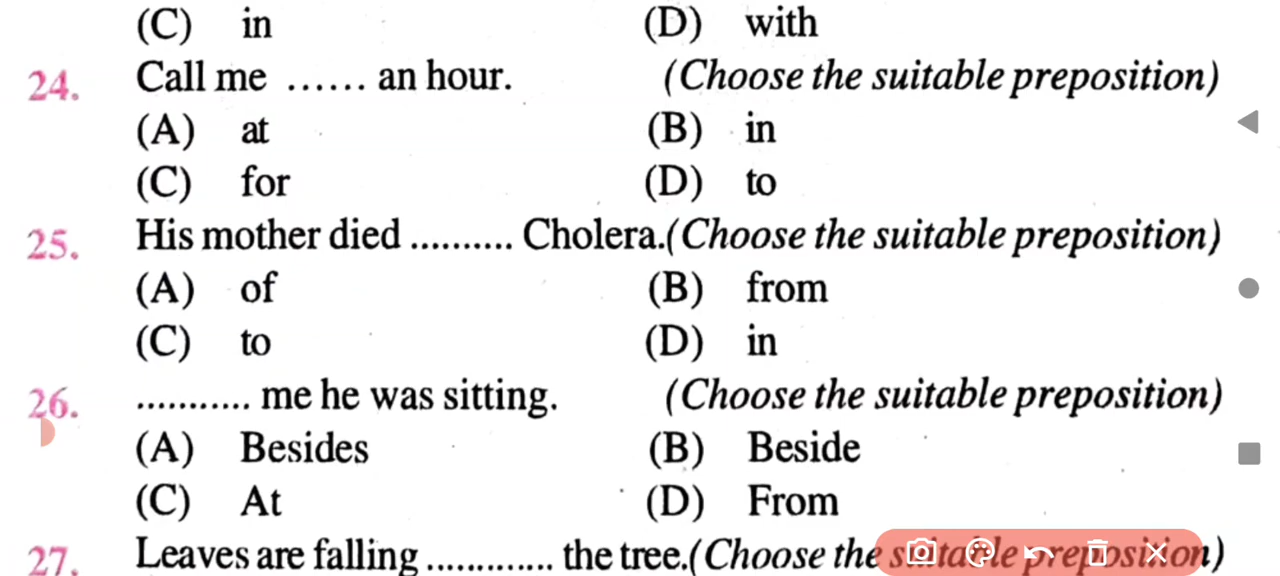 (C) in (D) with
24. Call me ...... an hour. (Choose the suitable preposition)
(A) at (B) in
(C) for (D) to
25. His mother died .......... Cholera.(Choose the suitable preposition)
(A) of (B) from
(C) to (D) in
26. ........... me he was sitting. (Choose the suitable preposition)
(A) Besides (B) Beside
(C) At (D) From
27. Leaves are falling ............. the tree.(Choose the suitable preposition)